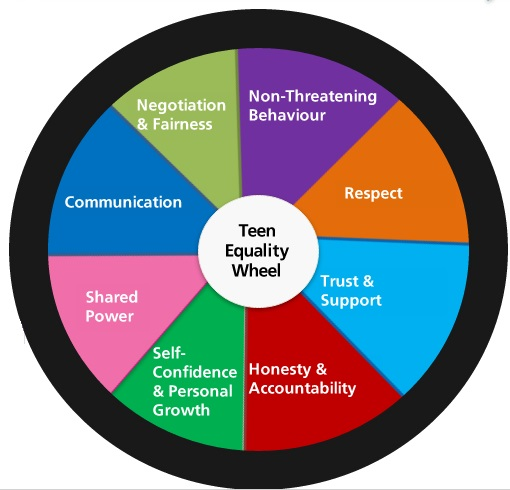 Non-Threatening
Behaviour
Respect
Trust &
Support
Honesty &
Accountability
Self-
Confidence
& Personal
Growth
Shared
Power
Communication
Negotiation
& Fairness
Teen
Equality
Wheel